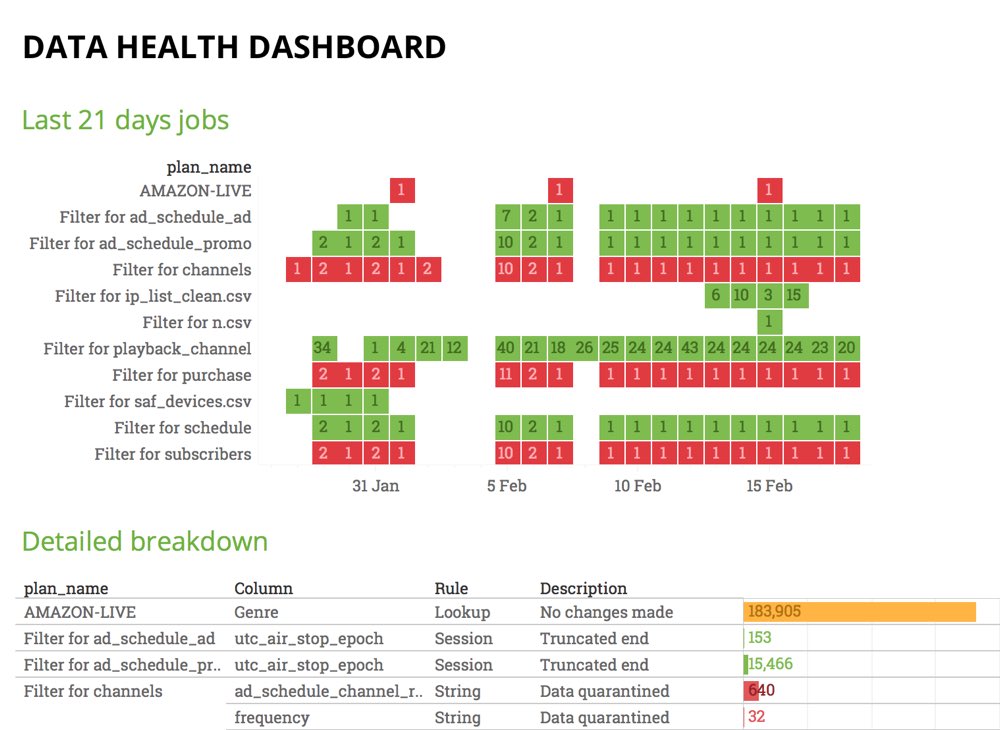 DATA HEALTH DASHBOARD
Last 21 days jobs
plan_name
AMAZON-LIVE 1 1 1
Filter for ad_schedule_ad 1 1 7 2 1 1 1 1 1 1 1 1 1 1 1
Filter for ad_schedule_promo 2 1 2 1 10 2 1 1 1 1 1 1 1 1 1 1 1
Filter for channels 1 2 1 2 1 2 10 2 1 1 1 1 1 1 1 1 1 1 1
Filter for ip_list_clean.csv 6 10 3 15
Filter for n.csv 1
Filter for playback_channel 34 1 4 21 12 40 21 18 26 25 24 24 43 24 24 24 24 23 20
Filter for purchase 2 1 2 1 11 2 1 1 1 1 1 1 1 1 1 1 1
Filter for saf_devices.csv 1 1 1 1
Filter for schedule 2 1 2 1 10 2 1 1 1 1 1 1 1 1 1 1 1
Filter for subscribers 2 1 2 1 10 2 1 1 1 1 1 1 1 1 1 1 1
31 Jan 5 Feb 10 Feb 15 Feb
Detailed breakdown
plan_name Column Rule Description
AMAZON-LIVE Genre Lookup No changes made 183,905
Filter for ad_schedule_ad utc_air_stop_epoch Session Truncated end 153
Filter for ad_schedule_pr.. utc_air_stop_epoch Session Truncated end 15,466
Filter for channels ad_schedule_channel_r.. String Data quarantined 640
frequency String Data quarantined 32